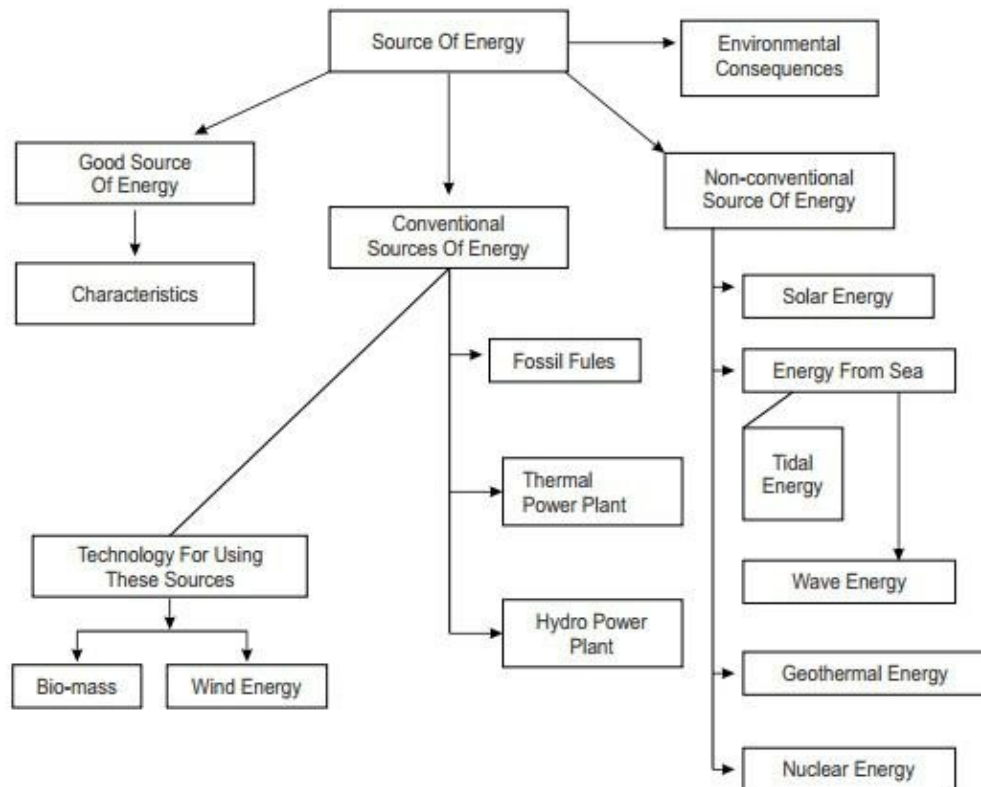 Source Of Energy
Environmental
Consequences
Good Source
Of Energy
Non-conventional
Source Of Energy
Conventional
Sources Of Energy
Characteristics
Solar Energy
Fossil Fules
Energy From Sea
Tidal
Energy
Thermal
Power Plant
Technology For Using
These Sources
Wave Energy
Hydro Power
Plant
Bio-mass
Wind Energy
Geothermal Energy
Nuclear Energy